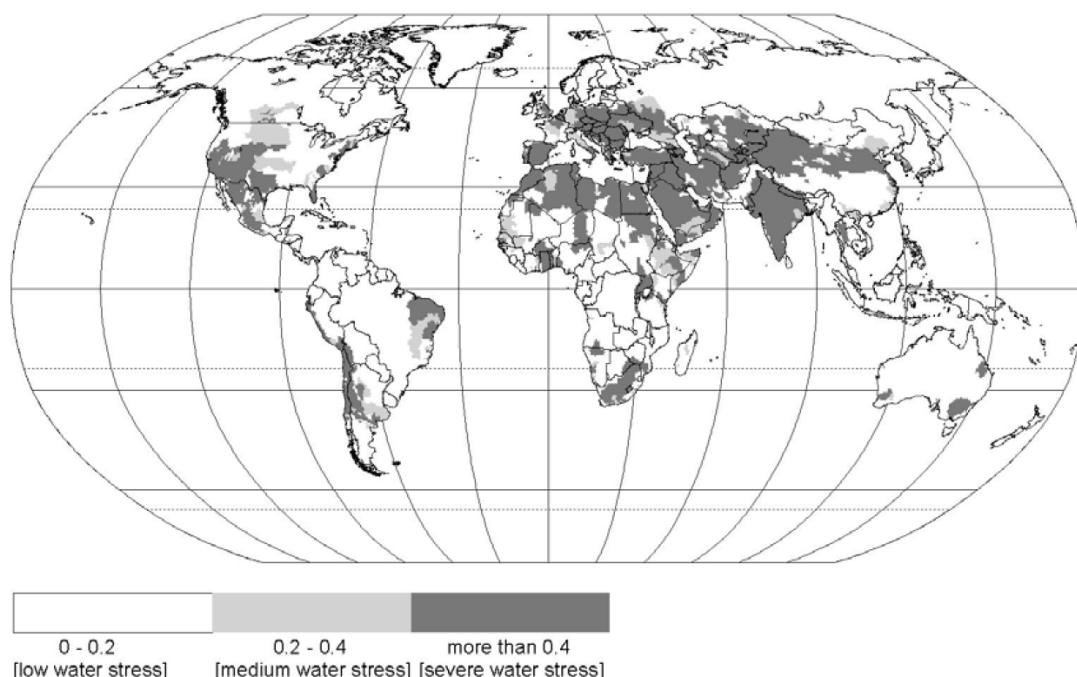 0 - 0.2 0.2 - 0.4 more than 0.4
[low water stress] [medium water stress] [severe water stress]